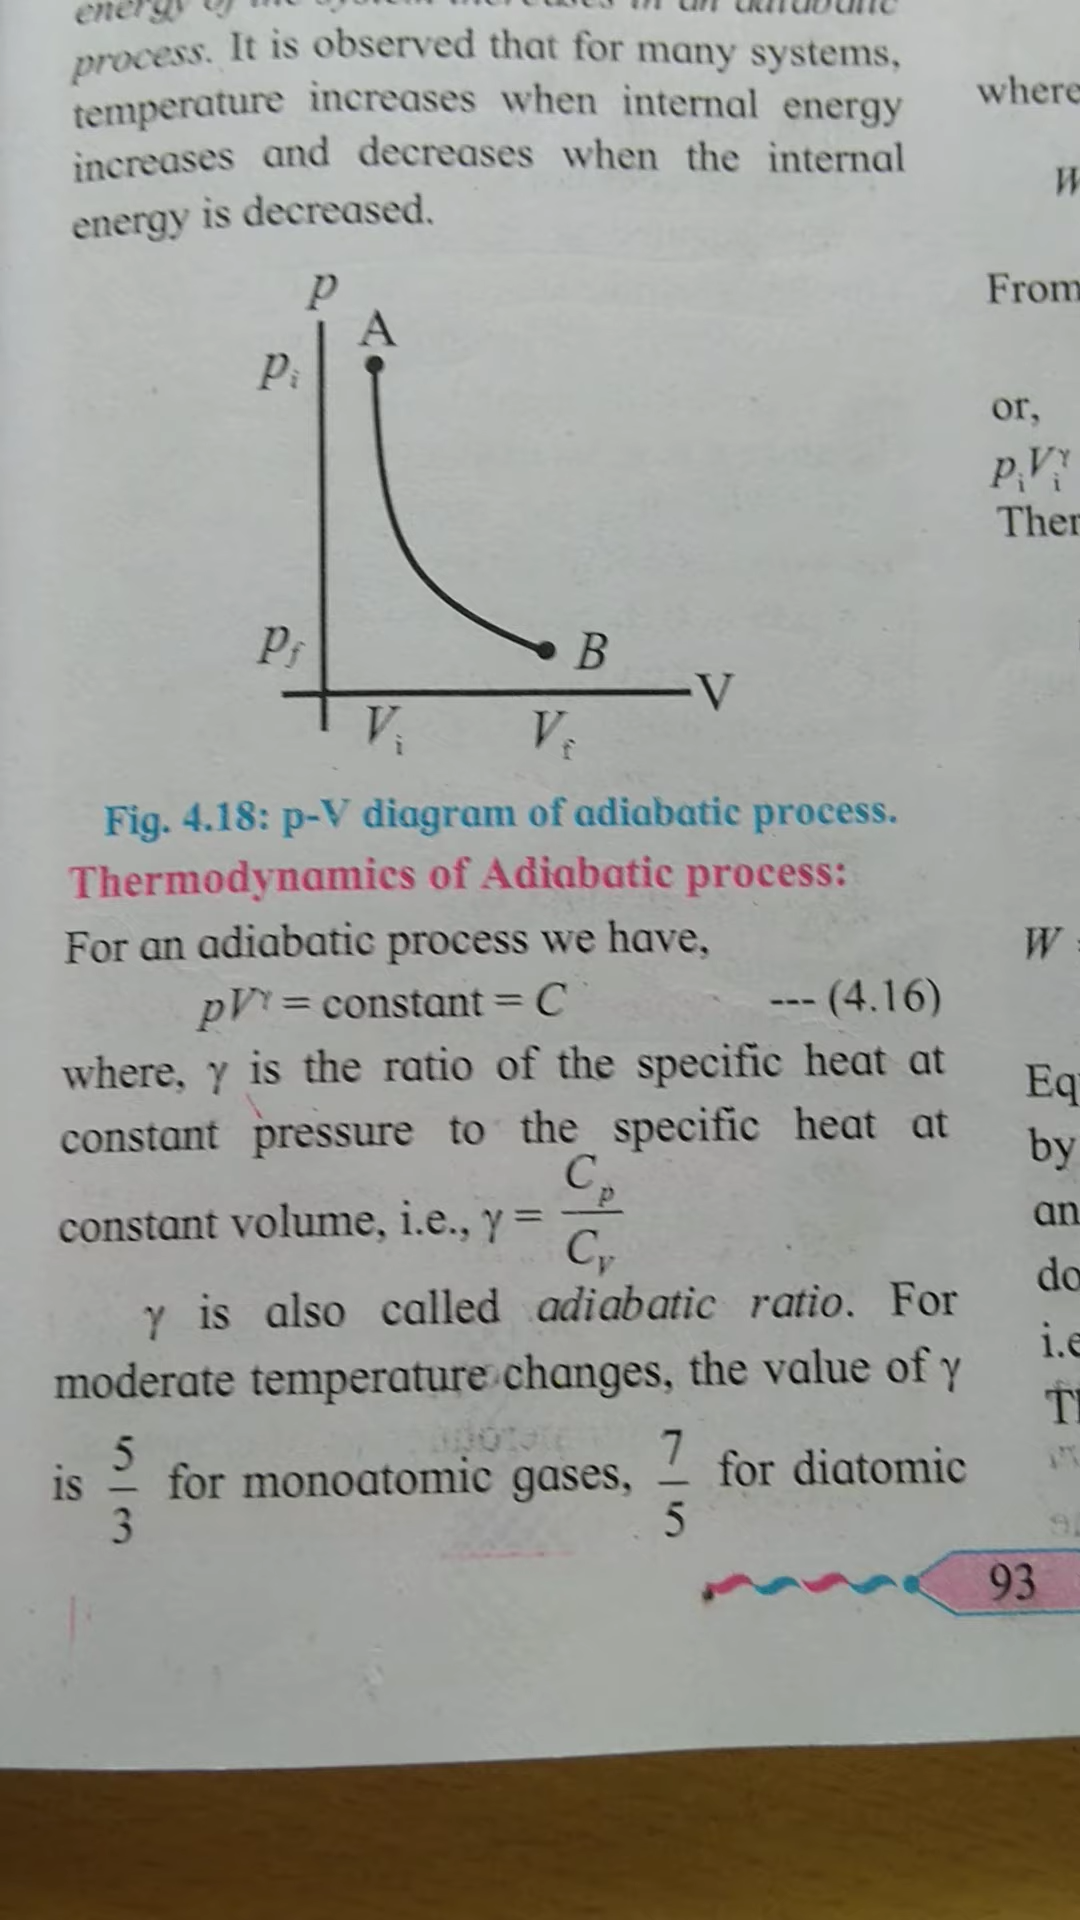 process. It is observed that for many systems,
temperature increases when internal energy
increases and decreases when the internal
energy is decreased.
p
A
pᵢ
p_f
B
V
Vᵢ
V_f
Fig. 4.18: p-V diagram of adiabatic process.
Thermodynamics of Adiabatic process:
For an adiabatic process we have,
pV^γ = constant = C --- (4.16)
where, γ is the ratio of the specific heat at
constant pressure to the specific heat at
constant volume, i.e., γ = C_p / C_v
γ is also called adiabatic ratio. For
moderate temperature changes, the value of γ
is 5/3 for monoatomic gases, 7/5 for diatomic
93
where
W
From
or,
pᵢVᵢ^γ
W
by